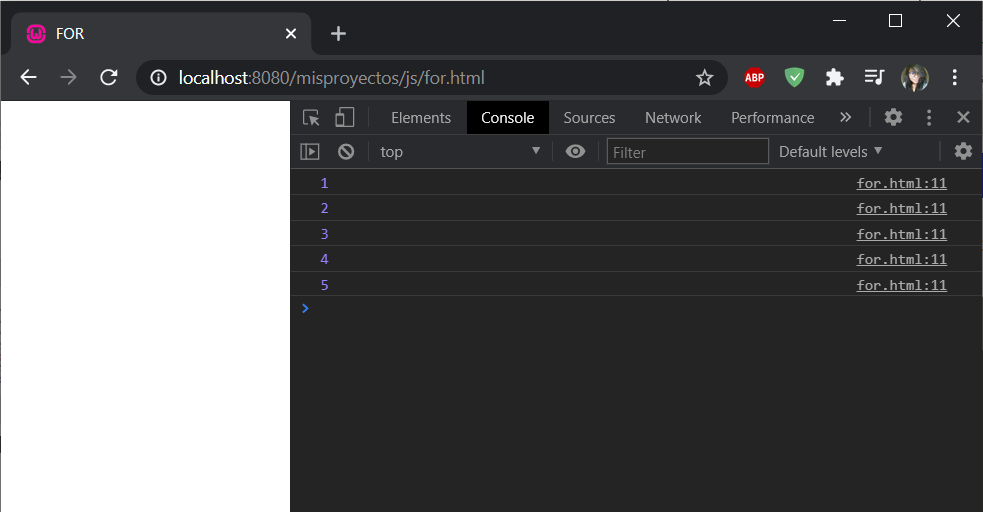 FOR
localhost:8080/misproyectos/js/for.html
ABP
Elements Console Sources Network Performance
top Filter Default levels
1 for.html:11
2 for.html:11
3 for.html:11
4 for.html:11
5 for.html:11